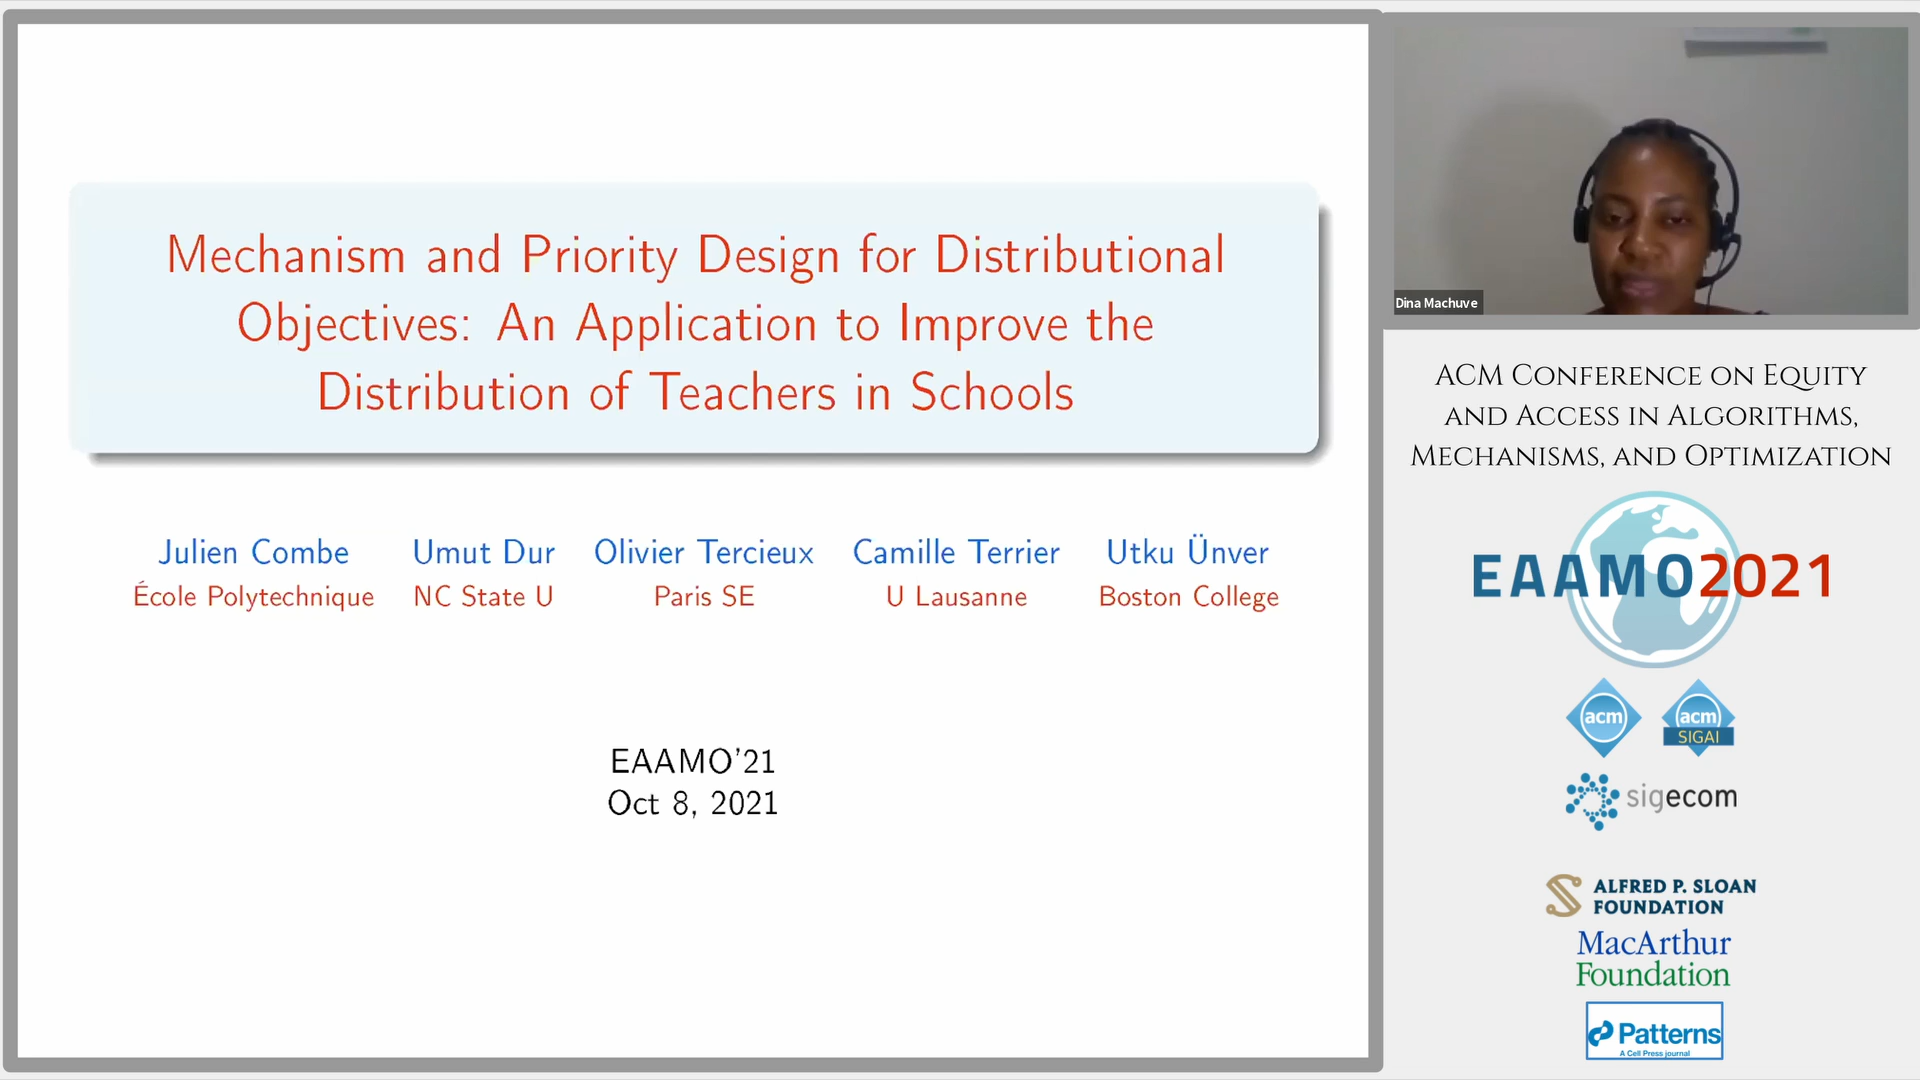 Mechanism and Priority Design for Distributional
Objectives: An Application to Improve the
Distribution of Teachers in Schools
Julien Combe
École Polytechnique
Umut Dur
NC State U
Olivier Tercieux
Paris SE
Camille Terrier
U Lausanne
Utku Ünver
Boston College
EAAMO'21
Oct 8, 2021
Dina Machuve
ACM Conference on Equity
and Access in Algorithms,
Mechanisms, and Optimization
EAAMO2021
acm
acm
SIGAI
sigecom
ALFRED P. SLOAN
FOUNDATION
MacArthur
Foundation
Patterns
A Cell Press journal